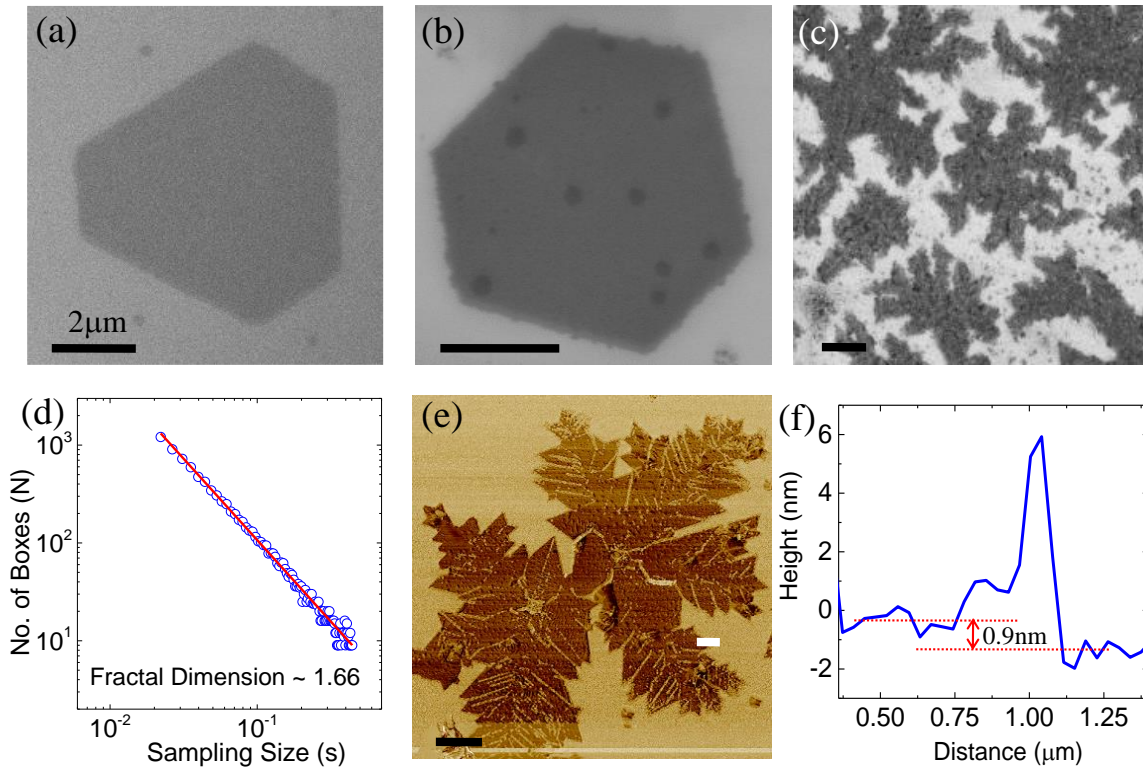 (a)
(b)
(c)
2μm
(d)
(e)
(f)
10³
10²
10¹
No. of Boxes (N)
Fractal Dimension ~ 1.66
10⁻²
10⁻¹
Sampling Size (s)
6
4
2
0
-2
Height (nm)
0.9nm
0.50
0.75
1.00
1.25
Distance (μm)